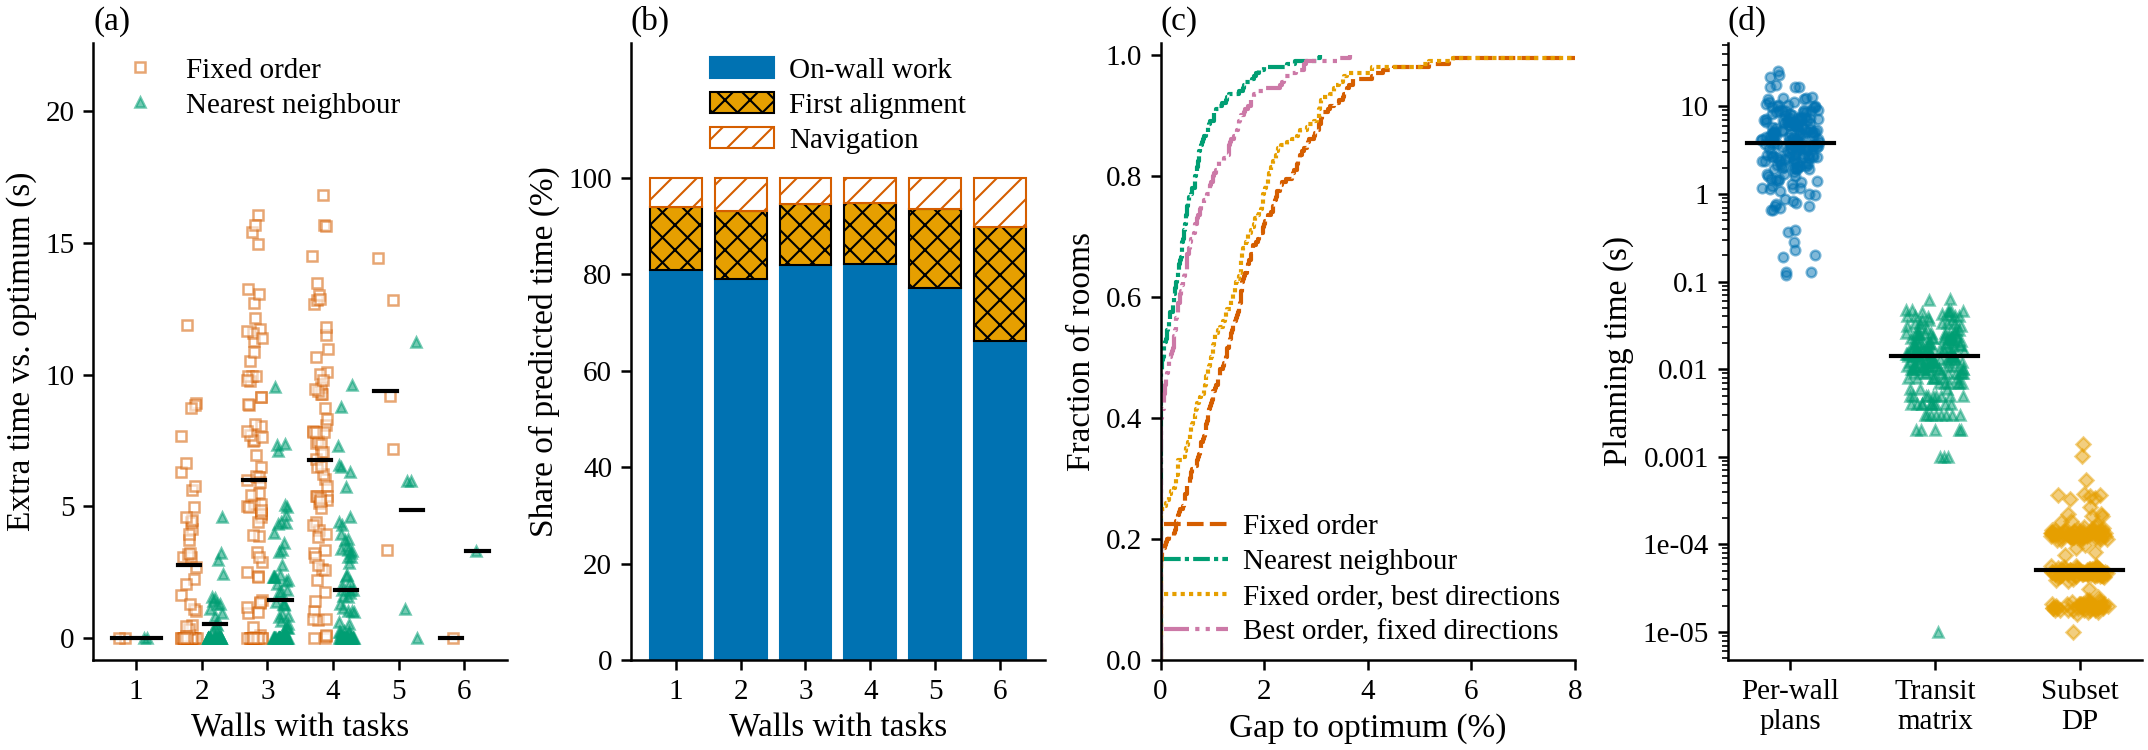 (a)
Fixed order
Nearest neighbour
20
15
10
5
0
1 2 3 4 5 6
Walls with tasks
Extra time vs. optimum (s)
(b)
On-wall work
First alignment
Navigation
100
80
60
40
20
0
1 2 3 4 5 6
Walls with tasks
Share of predicted time (%)
(c)
1.0
0.8
0.6
0.4
0.2
0.0
Fixed order
Nearest neighbour
Fixed order, best directions
Best order, fixed directions
0 2 4 6 8
Gap to optimum (%)
Fraction of rooms
(d)
10
1
0.1
0.01
0.001
1e-04
1e-05
Per-wall plans
Transit matrix
Subset DP
Planning time (s)